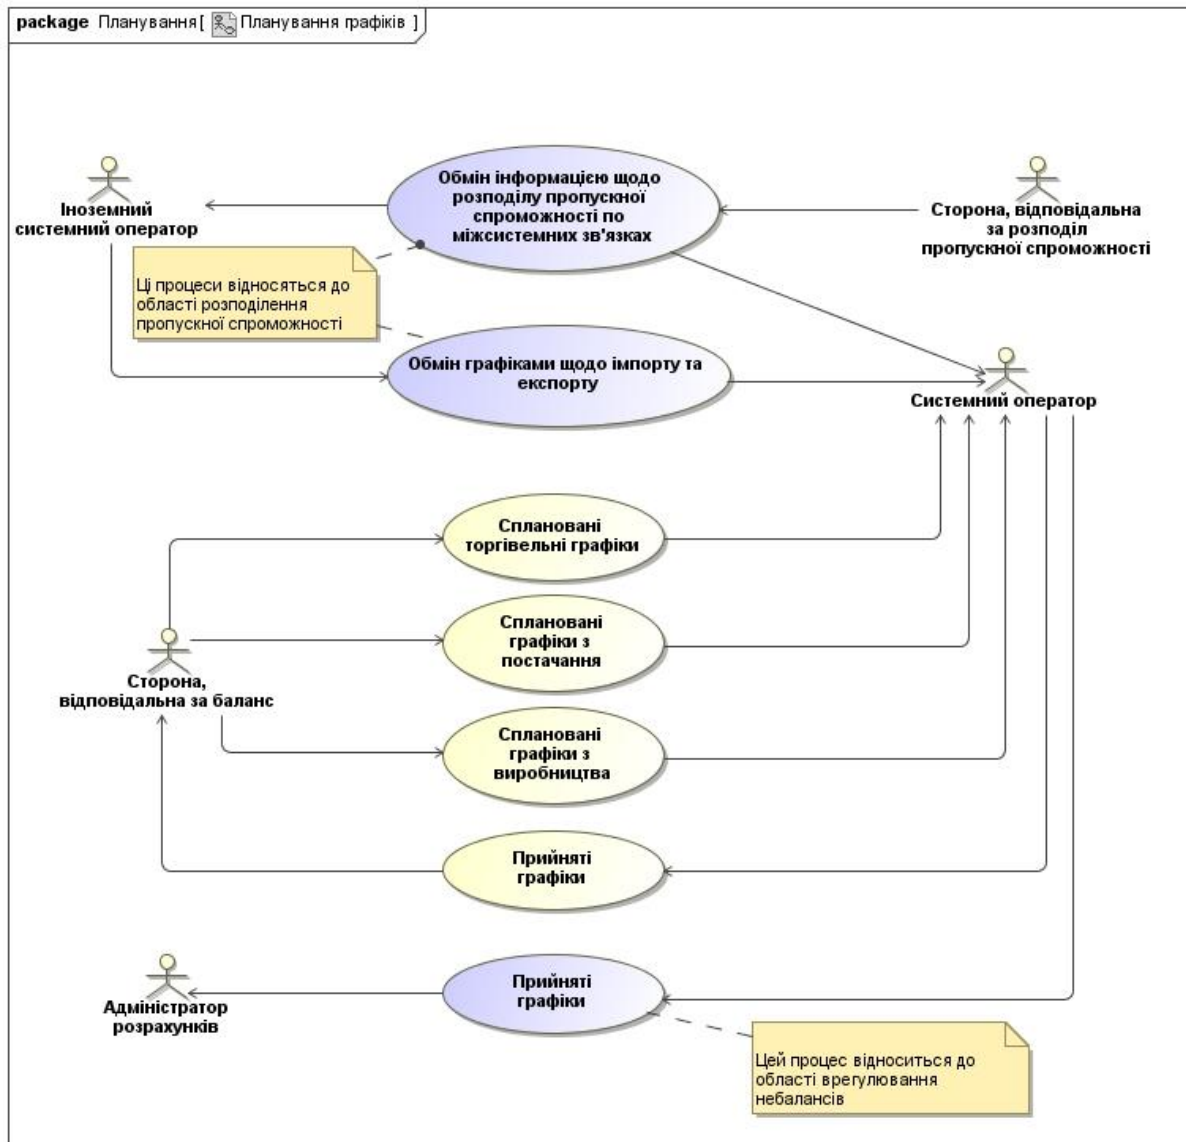 package Планування[ Планування графіків ]
Обмін інформацією щодо
розподілу пропускної
спроможності по
міжсистемних зв'язках
Іноземний
системний оператор
Сторона, відповідальна
за розподіл
пропускної спроможності
Ці процеси відносяться до
області розподілення
пропускної спроможності
Обмін графіками щодо імпорту та
експорту
Системний оператор
Сплановані
торгівельні графіки
Сплановані
графіки з
постачання
Сторона,
відповідальна за баланс
Сплановані
графіки з
виробництва
Прийняті
графіки
Адміністратор
розрахунків
Прийняті
графіки
Цей процес відноситься до
області врегулювання
небалансів